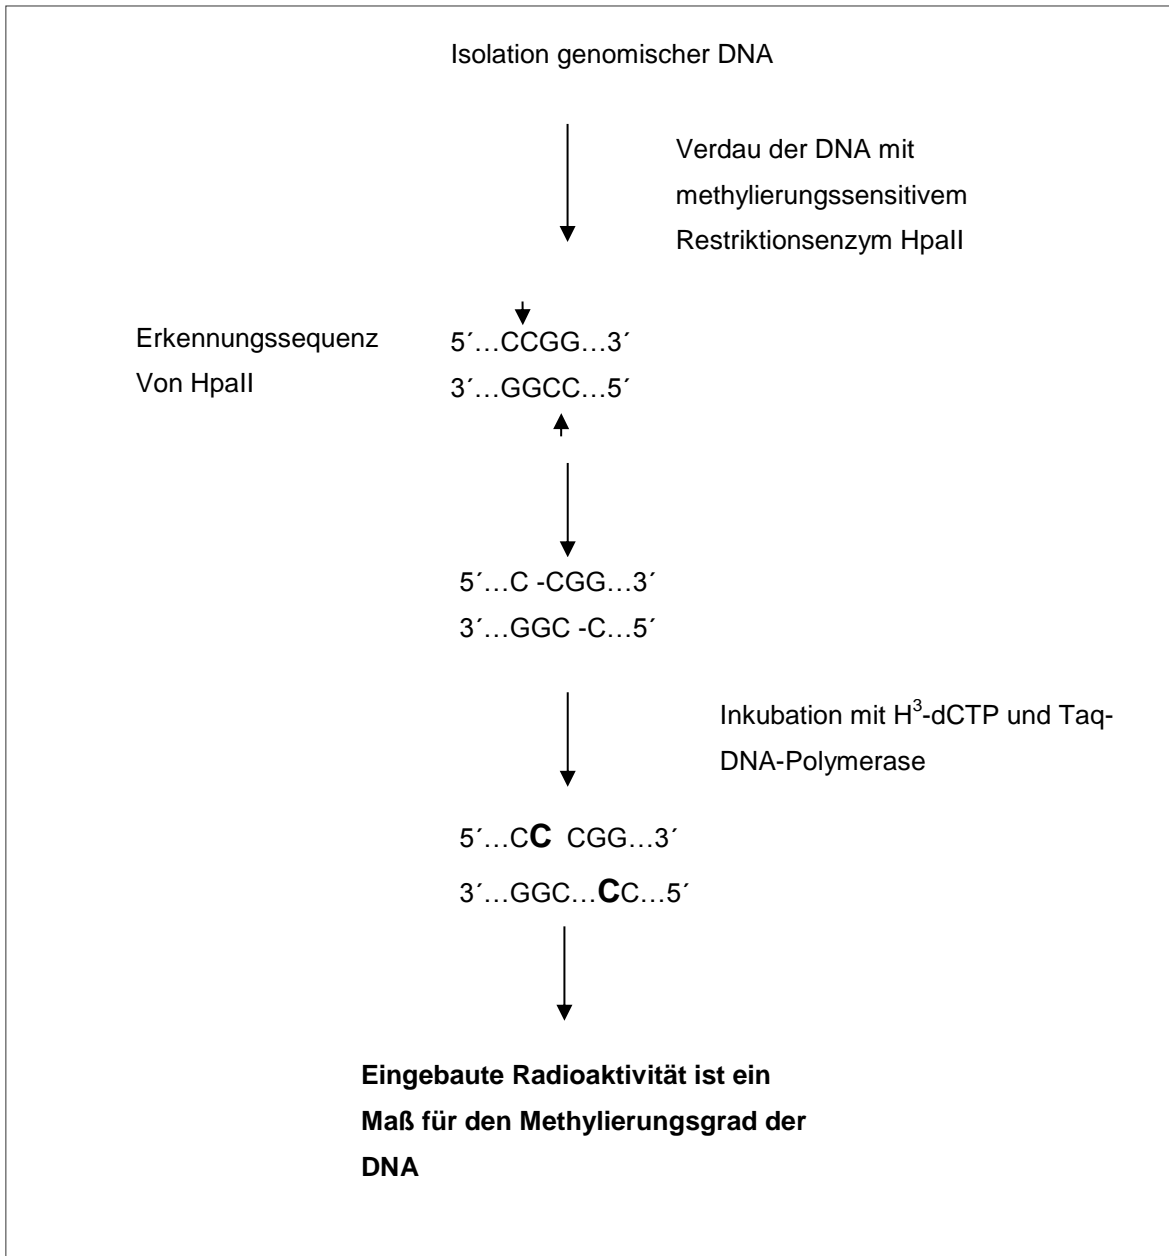 Isolation genomischer DNA
Verdau der DNA mit
methylierungssensitivem
Restriktionsenzym HpaII
Erkennungssequenz
Von HpaII
5´…CCGG…3´
3´…GGCC…5´
5´…C -CGG…3´
3´…GGC -C…5´
Inkubation mit H³-dCTP und Taq-
DNA-Polymerase
5´…CC CGG…3´
3´…GGC…CC…5´
Eingebaute Radioaktivität ist ein
Maß für den Methylierungsgrad der
DNA